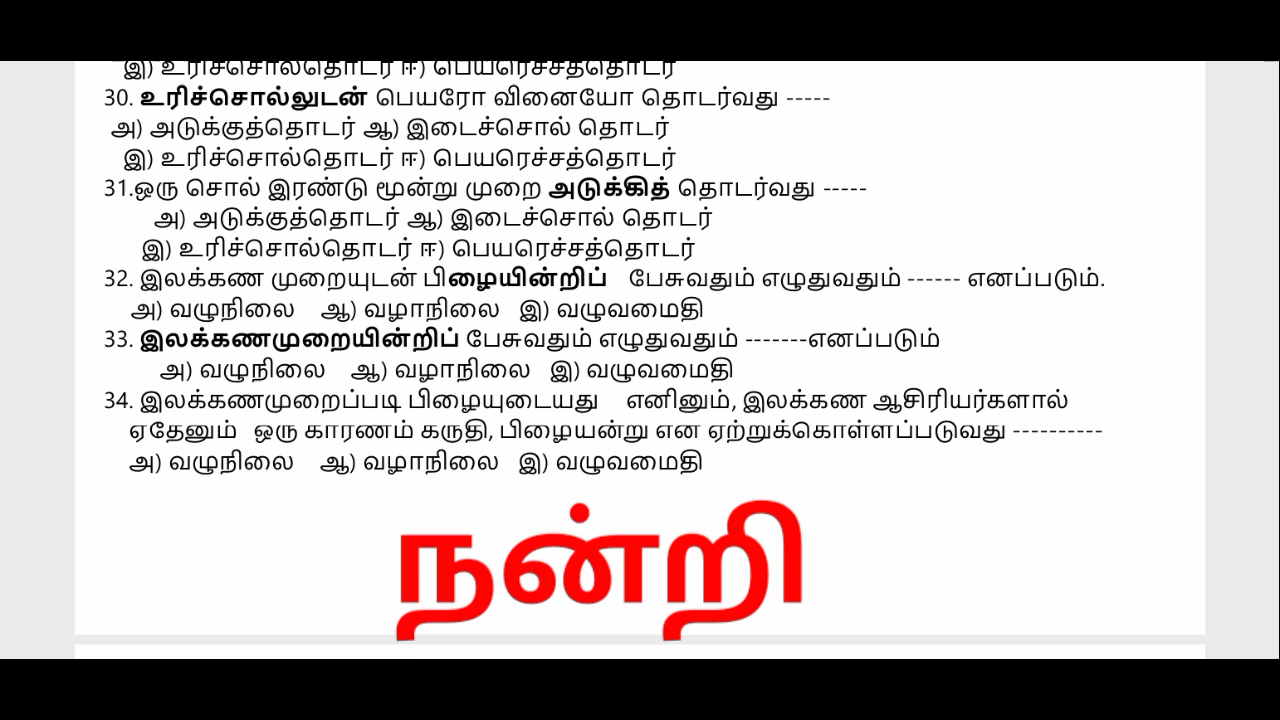 இ) உரிச்சொல்தொடர் ஈ) பெயரெச்சத்தொடர்
30. உரிச்சொல்லுடன் பெயரோ வினையோ தொடர்வது -----
அ) அடுக்குத்தொடர் ஆ) இடைச்சொல் தொடர்
இ) உரிச்சொல்தொடர் ஈ) பெயரெச்சத்தொடர்
31.ஒரு சொல் இரண்டு மூன்று முறை அடுக்கித் தொடர்வது -----
அ) அடுக்குத்தொடர் ஆ) இடைச்சொல் தொடர்
இ) உரிச்சொல்தொடர் ஈ) பெயரெச்சத்தொடர்
32. இலக்கண முறையுடன் பிழையின்றிப் பேசுவதும் எழுதுவதும் ------ எனப்படும்.
அ) வழுநிலை ஆ) வழாநிலை இ) வழுவமைதி
33. இலக்கணமுறையின்றிப் பேசுவதும் எழுதுவதும் -------எனப்படும்
அ) வழுநிலை ஆ) வழாநிலை இ) வழுவமைதி
34. இலக்கணமுறைப்படி பிழையுடையது எனினும், இலக்கண ஆசிரியர்களால்
ஏதேனும் ஒரு காரணம் கருதி, பிழையன்று என ஏற்றுக்கொள்ளப்படுவது ----------
அ) வழுநிலை ஆ) வழாநிலை இ) வழுவமைதி
நன்றி